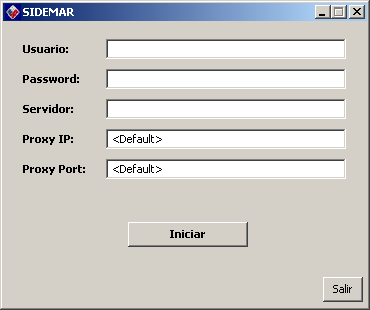 SIDEMAR
Usuario:
Password:
Servidor:
Proxy IP: <Default>
Proxy Port: <Default>
Iniciar
Salir